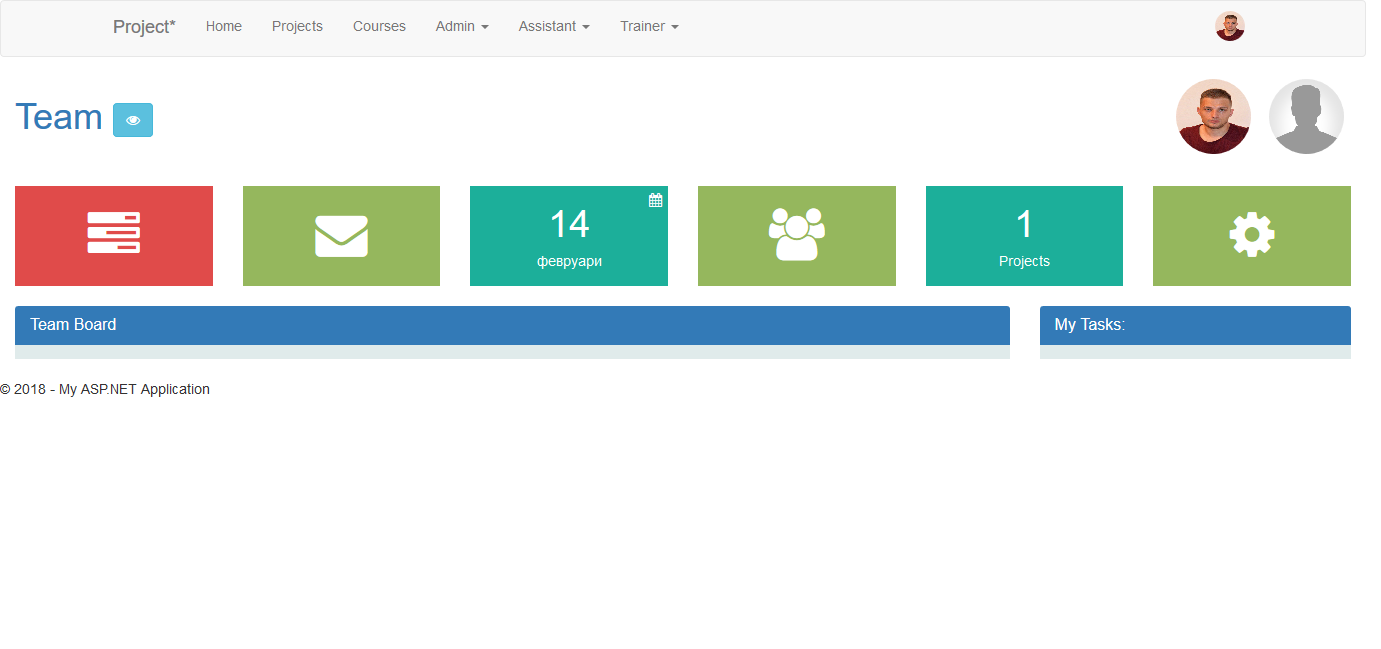 Project* Home Projects Courses Admin Assistant Trainer
Team
14
февруари
1
Projects
Team Board
My Tasks:
© 2018 - My ASP.NET Application